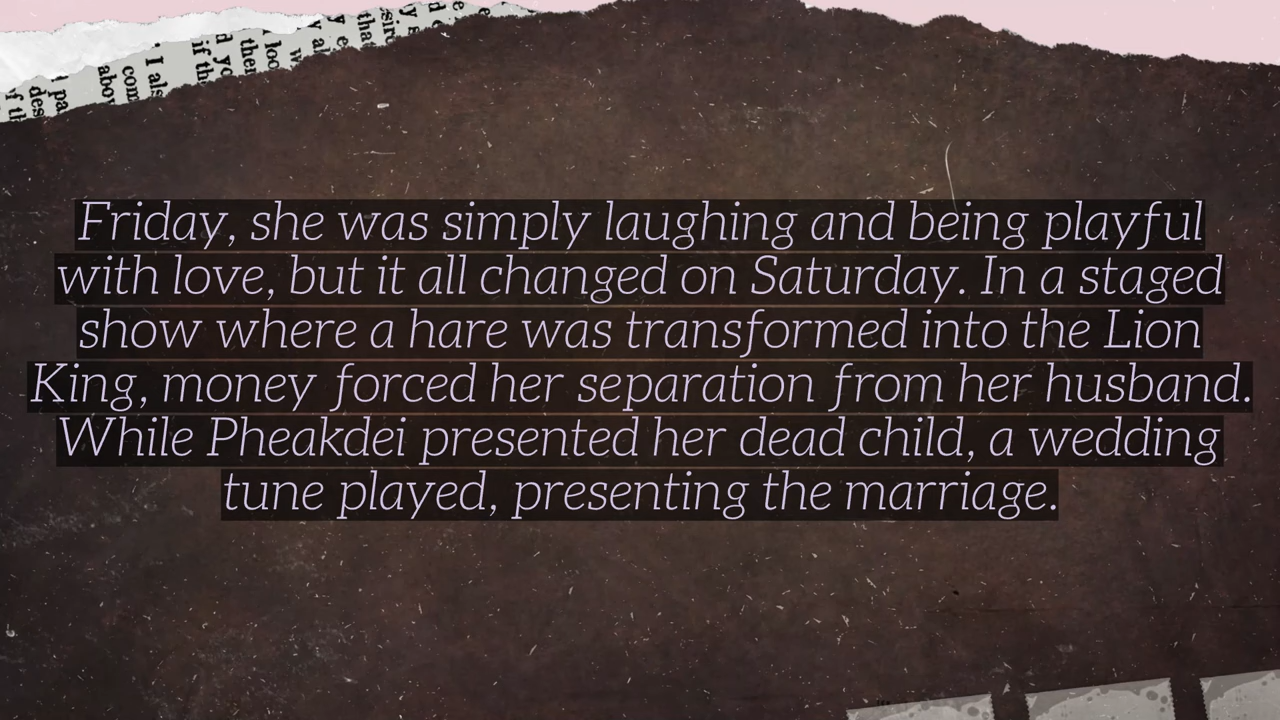 Friday, she was simply laughing and being playful
with love, but it all changed on Saturday. In a staged
show where a hare was transformed into the Lion
King, money forced her separation from her husband.
While Pheakdei presented her dead child, a wedding
tune played, presenting the marriage.